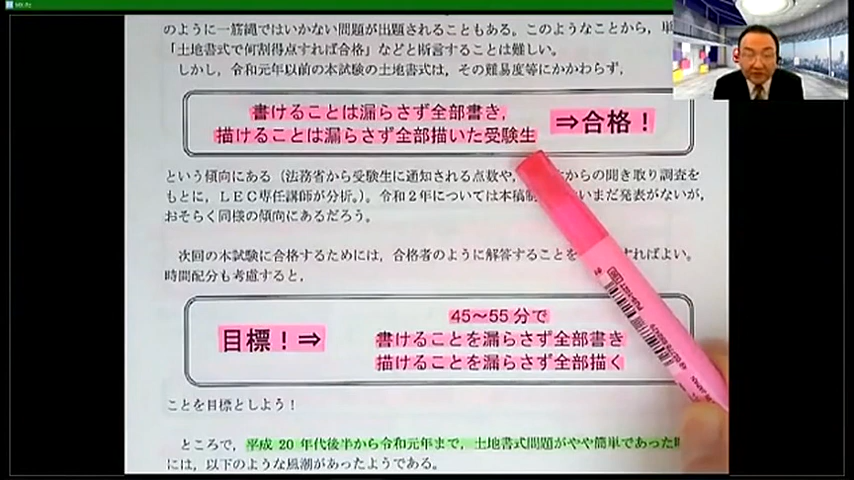 のように一筋縄ではいかない問題が出題されることもある。このようなことから,単
「土地書式で何割得点すれば合格」などと断言することは難しい。
しかし,令和元年以前の本試験の土地書式は,その難易度等にかかわらず,
書けることは漏らさず全部書き,
描けることは漏らさず全部描いた受験生
⇒合格!
という傾向にある(法務省から受験生に通知される点数や, からの聞き取り調査を
もとに,LEC専任講師が分析。)。令和2年については本稿 いまだ発表がないが,
おそらく同様の傾向にあるだろう。
次回の本試験に合格するためには,合格者のように解答することを すればよい。
時間配分も考慮すると,
目標!⇒
45~55分で
書けることを漏らさず全部書き
描けることを漏らさず全部描く
ことを目標としよう!
ところで,平成20年代後半から令和元年まで,土地書式問題がやや簡単であった
には,以下のような風潮があったようである。